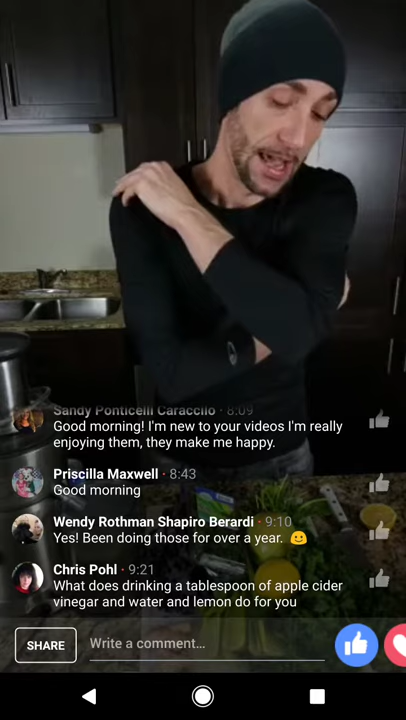 Sandy Ponticelli Caraccilo · 8:09
Good morning! I'm new to your videos I'm really
enjoying them, they make me happy.
Priscilla Maxwell · 8:43
Good morning
Wendy Rothman Shapiro Berardi · 9:10
Yes! Been doing those for over a year. 🙂
Chris Pohl · 9:21
What does drinking a tablespoon of apple cider
vinegar and water and lemon do for you
SHARE
Write a comment...